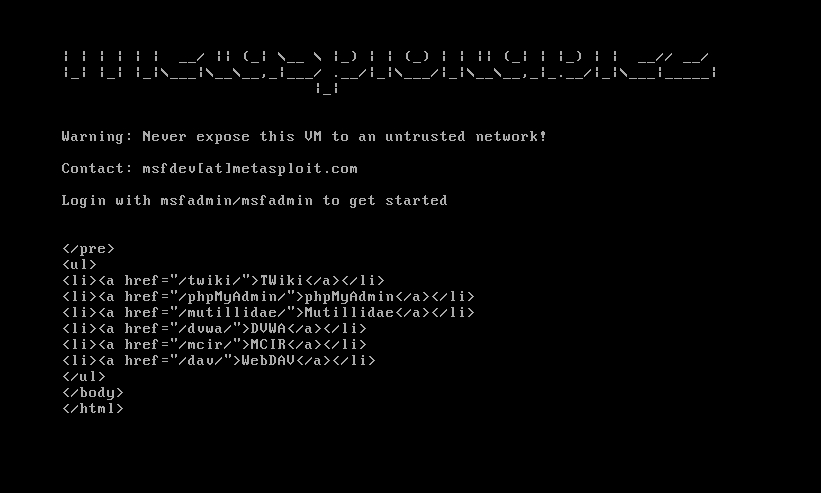 | | | | | |  __/ || (_| \__ \ |_) | | (_) | | || (_| | |_) | |  __// __/
|_| |_| |_|\___|\__\__,_|___/ .__/|_|\___/|_|\__\__,_|_.__/|_|\___|_____|
                            |_|
Warning: Never expose this VM to an untrusted network!
Contact: msfdev[at]metasploit.com
Login with msfadmin/msfadmin to get started
</pre>
<ul>
<li><a href="/twiki/">TWiki</a></li>
<li><a href="/phpMyAdmin/">phpMyAdmin</a></li>
<li><a href="/mutillidae/">Mutillidae</a></li>
<li><a href="/dvwa/">DVWA</a></li>
<li><a href="/mcir/">MCIR</a></li>
<li><a href="/dav/">WebDAV</a></li>
</ul>
</body>
</html>